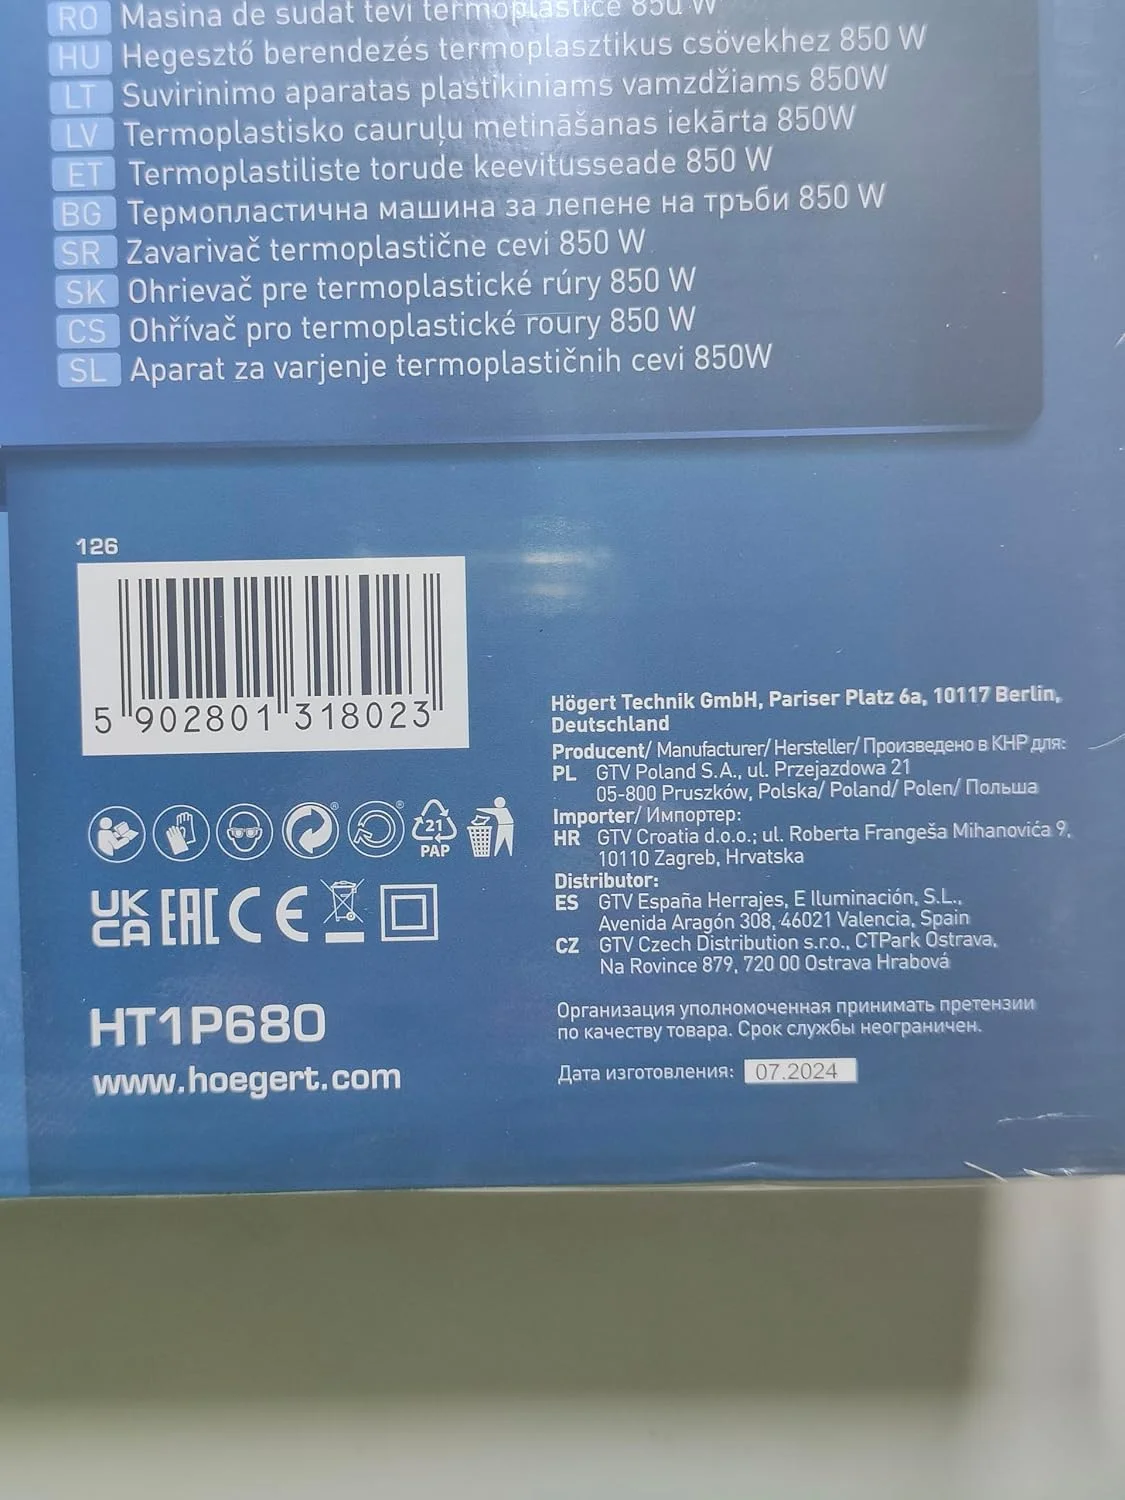 RO Masina de sudat tevi termoplastice 850 W
HU Hegesztő berendezés termoplasztikus csövekhez 850 W
LT Suvirinimo aparatas plastikiniams vamzdžiams 850W
LV Termoplastisko cauruļu metināšanas iekārta 850W
ET Termoplastiliste torude keevitusseade 850 W
BG Термопластична машина за лепене на тръби 850 W
SR Zavarivač termoplastične cevi 850 W
SK Ohrievač pre termoplastické rúry 850 W
CS Ohřívač pro termoplastické roury 850 W
SL Aparat za varjenje termoplastičnih cevi 850W
126
5 902801 318023
21
PAP
UK
CA EAC CE
HT1P680
www.hoegert.com
Högert Technik GmbH, Pariser Platz 6a, 10117 Berlin,
Deutschland
Producent/ Manufacturer/ Hersteller/ Произведено в КНР для:
PL GTV Poland S.A., ul. Przejazdowa 21
05-800 Pruszków, Polska/ Poland/ Polen/ Польша
Importer/ Импортер:
HR GTV Croatia d.o.o.; ul. Roberta Frangeša Mihanovića 9,
10110 Zagreb, Hrvatska
Distributor:
ES GTV España Herrajes, E Iluminación, S.L.,
Avenida Aragón 308, 46021 Valencia, Spain
CZ GTV Czech Distribution s.r.o., CTPark Ostrava,
Na Rovince 879, 720 00 Ostrava Hrabová
Организация уполномоченная принимать претензии
по качеству товара. Срок службы неограничен.
Дата изготовления: 07.2024